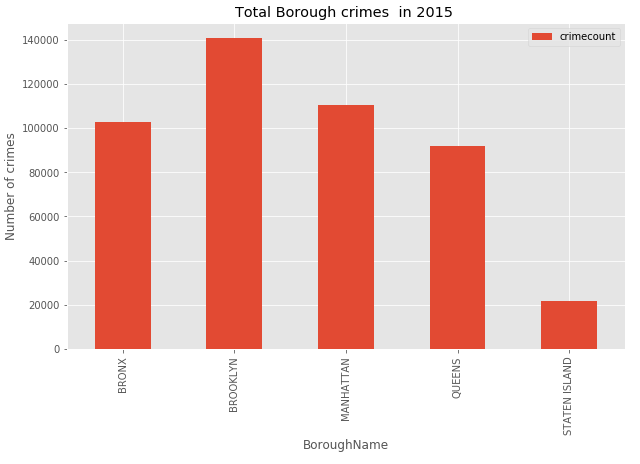 Total Borough crimes  in 2015
crimecount
Number of crimes
140000
120000
100000
80000
60000
40000
20000
0
BRONX
BROOKLYN
MANHATTAN
QUEENS
STATEN ISLAND
BoroughName